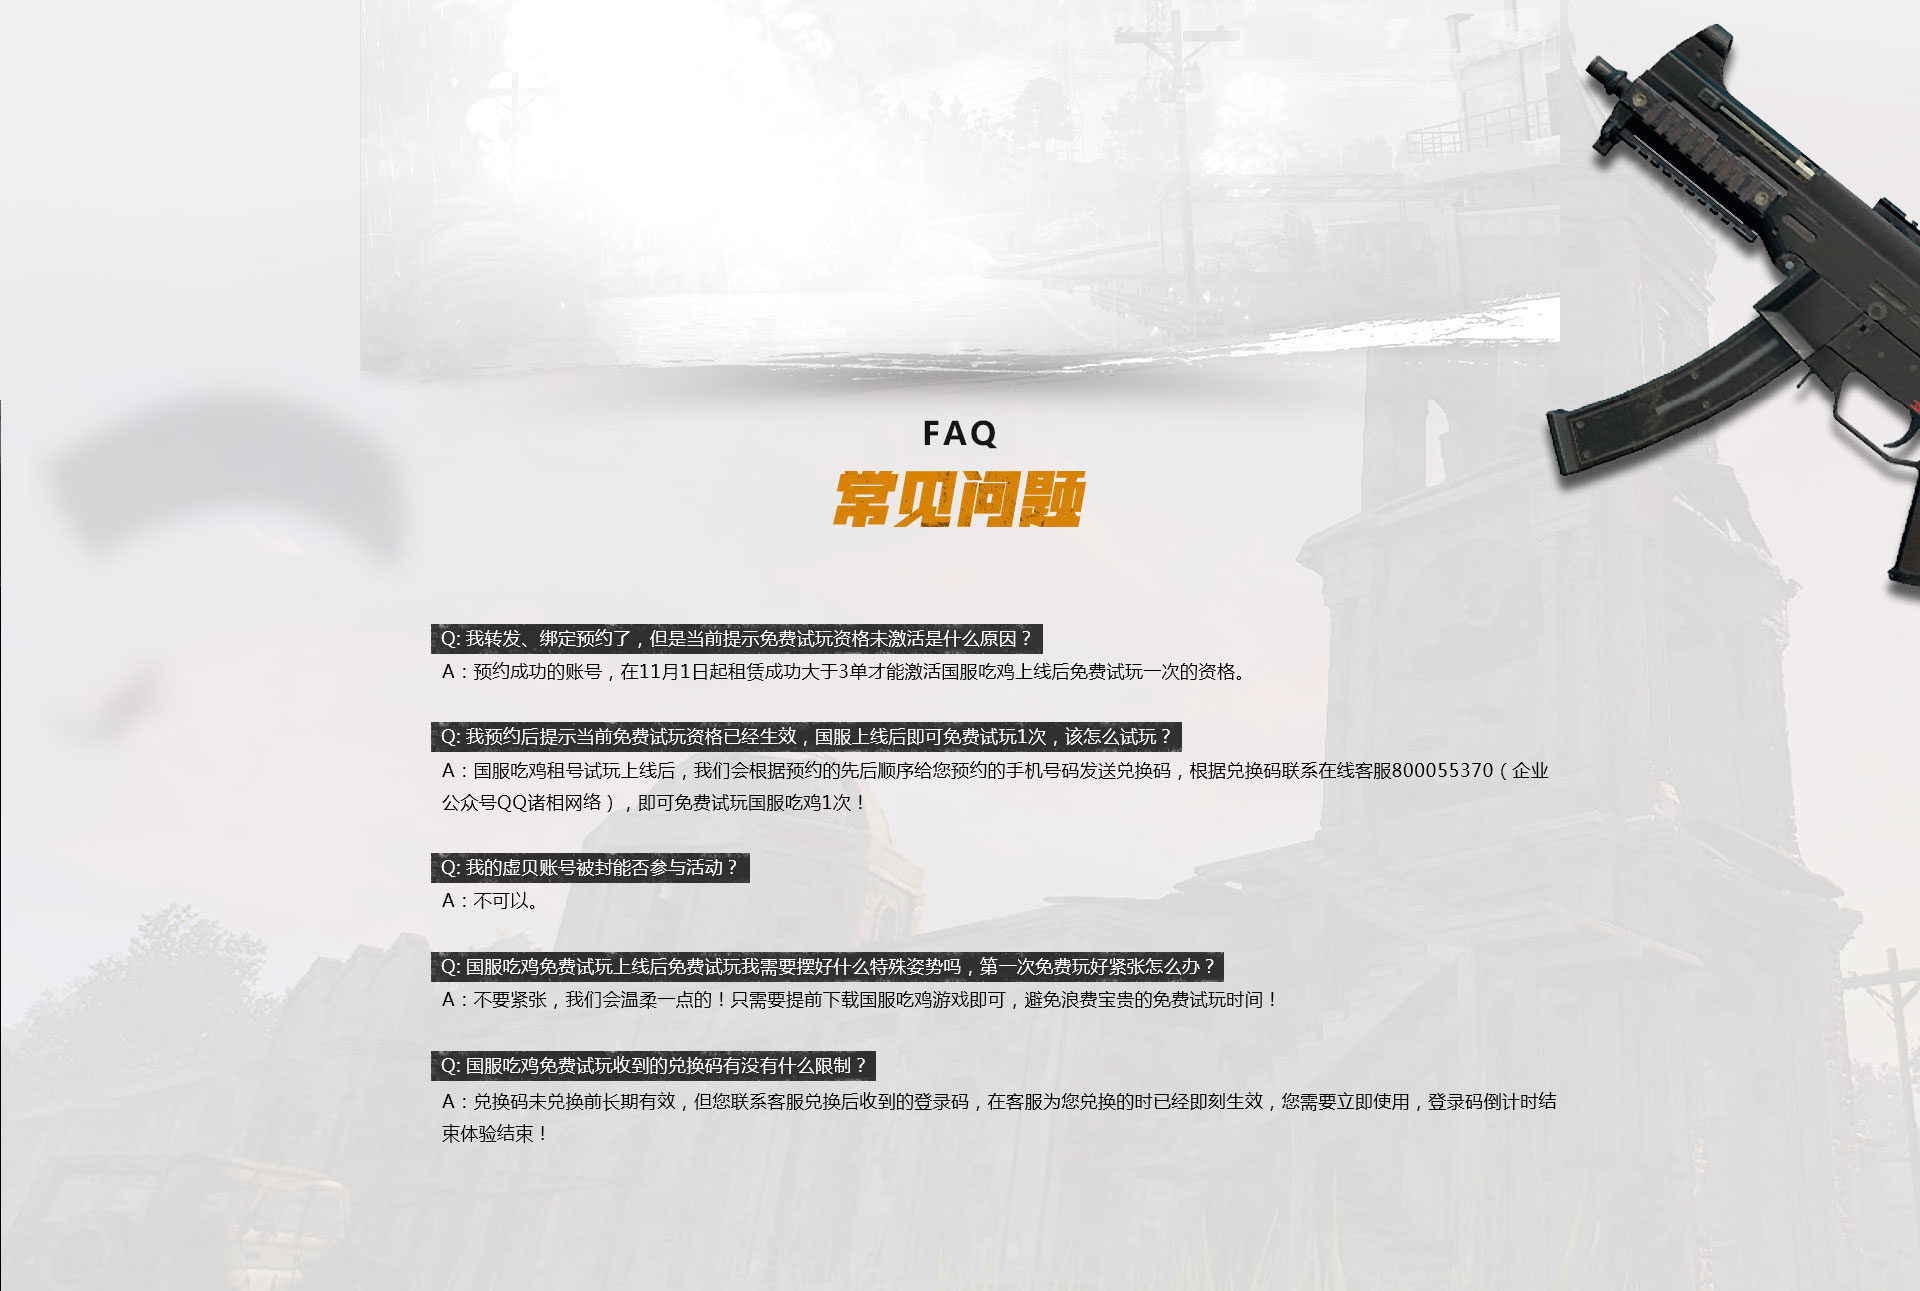 FAQ
常见问题
Q: 我转发、绑定预约了，但是当前提示免费试玩资格未激活是什么原因？
A：预约成功的账号，在11月1日起租赁成功大于3单才能激活国服吃鸡上线后免费试玩一次的资格。
Q: 我预约后提示当前免费试玩资格已经生效，国服上线后即可免费试玩1次，该怎么试玩？
A：国服吃鸡租号试玩上线后，我们会根据预约的先后顺序给您预约的手机号码发送兑换码，根据兑换码联系在线客服800055370（企业
公众号QQ诸相网络），即可免费试玩国服吃鸡1次！
Q: 我的虚贝账号被封能否参与活动？
A：不可以。
Q: 国服吃鸡免费试玩上线后免费试玩我需要摆好什么特殊姿势吗，第一次免费玩好紧张怎么办？
A：不要紧张，我们会温柔一点的！只需要提前下载国服吃鸡游戏即可，避免浪费宝贵的免费试玩时间！
Q: 国服吃鸡免费试玩收到的兑换码有没有什么限制？
A：兑换码未兑换前长期有效，但您联系客服兑换后收到的登录码，在客服为您兑换的时已经即刻生效，您需要立即使用，登录码倒计时结
束体验结束！